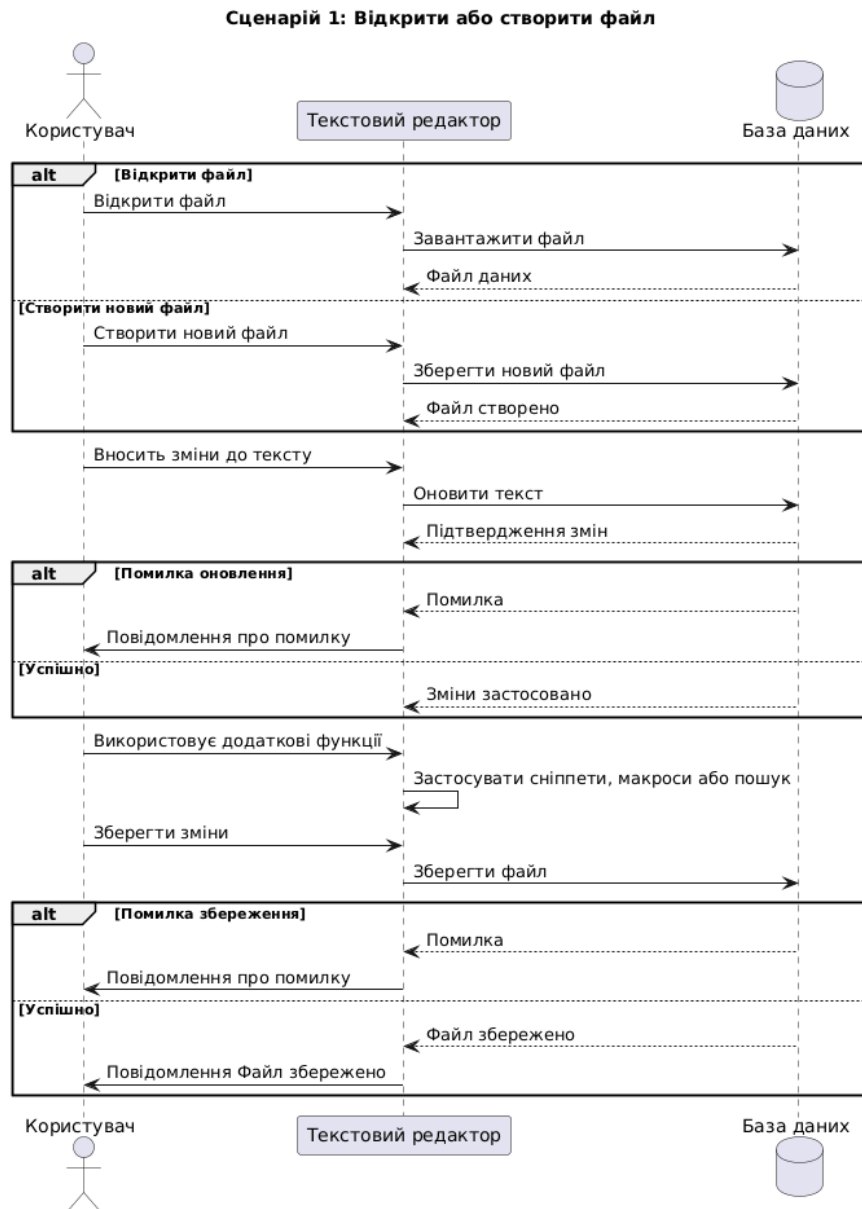 Сценарій 1: Відкрити або створити файл
Користувач
Текстовий редактор
База даних
alt [Відкрити файл]
Відкрити файл
Завантажити файл
Файл даних
[Створити новий файл]
Створити новий файл
Зберегти новий файл
Файл створено
Вносить зміни до тексту
Оновити текст
Підтвердження змін
alt [Помилка оновлення]
Помилка
Повідомлення про помилку
[Успішно]
Зміни застосовано
Використовує додаткові функції
Застосувати сніппети, макроси або пошук
Зберегти зміни
Зберегти файл
alt [Помилка збереження]
Помилка
Повідомлення про помилку
[Успішно]
Файл збережено
Повідомлення Файл збережено
Користувач
Текстовий редактор
База даних